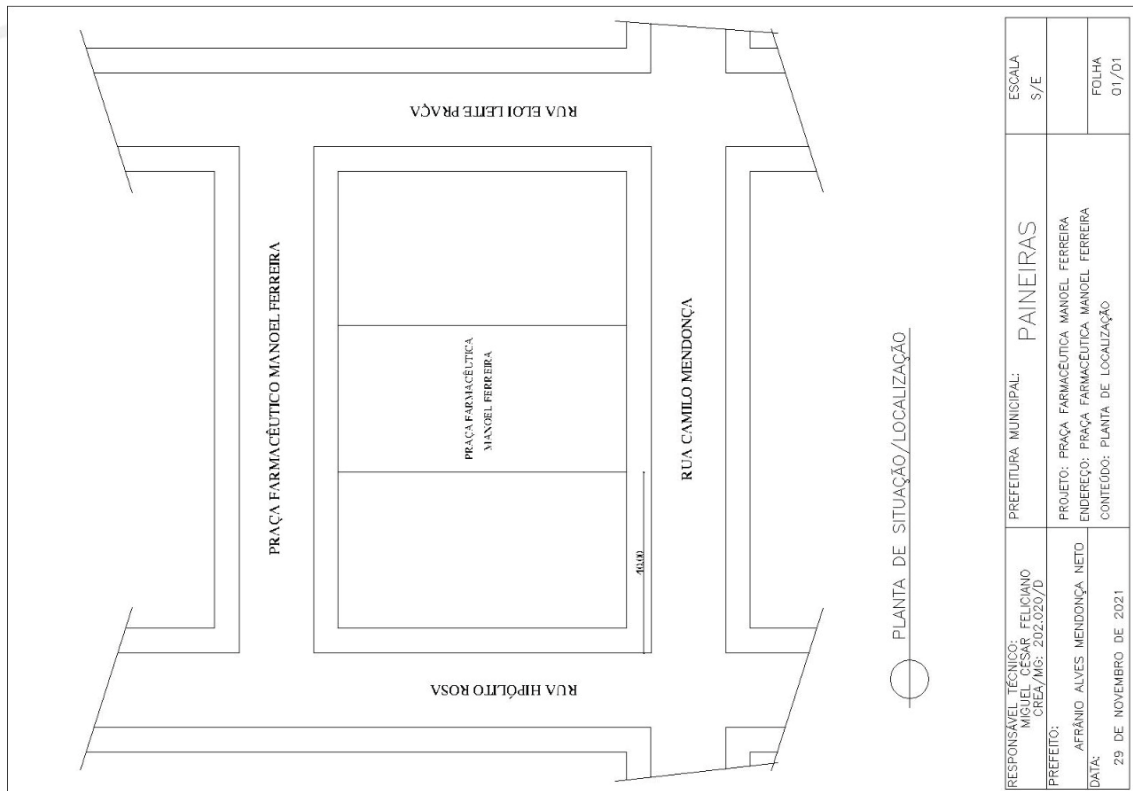 RUA ELOI LEITE PRAÇA
PRAÇA FARMACÊUTICO MANOEL FERREIRA
PRAÇA FARMACÊUTICA
MANOEL FERREIRA
RUA CAMILO MENDONÇA
40.00
RUA HIPÓLITO ROSA
PLANTA DE SITUAÇÃO/LOCALIZAÇÃO
RESPONSÁVEL TÉCNICO:
MIGUEL CÉSAR FELICIANO
CREA/MG: 202.020/D
PREFEITO:
AFRÂNIO ALVES MENDONÇA NETO
DATA:
29 DE NOVEMBRO DE 2021
PREFEITURA MUNICIPAL: PAINEIRAS
PROJETO: PRAÇA FARMACÊUTICA MANOEL FERREIRA
ENDEREÇO: PRAÇA FARMACÊUTICA MANOEL FERREIRA
CONTEÚDO: PLANTA DE LOCALIZAÇÃO
ESCALA
S/E
FOLHA
01/01